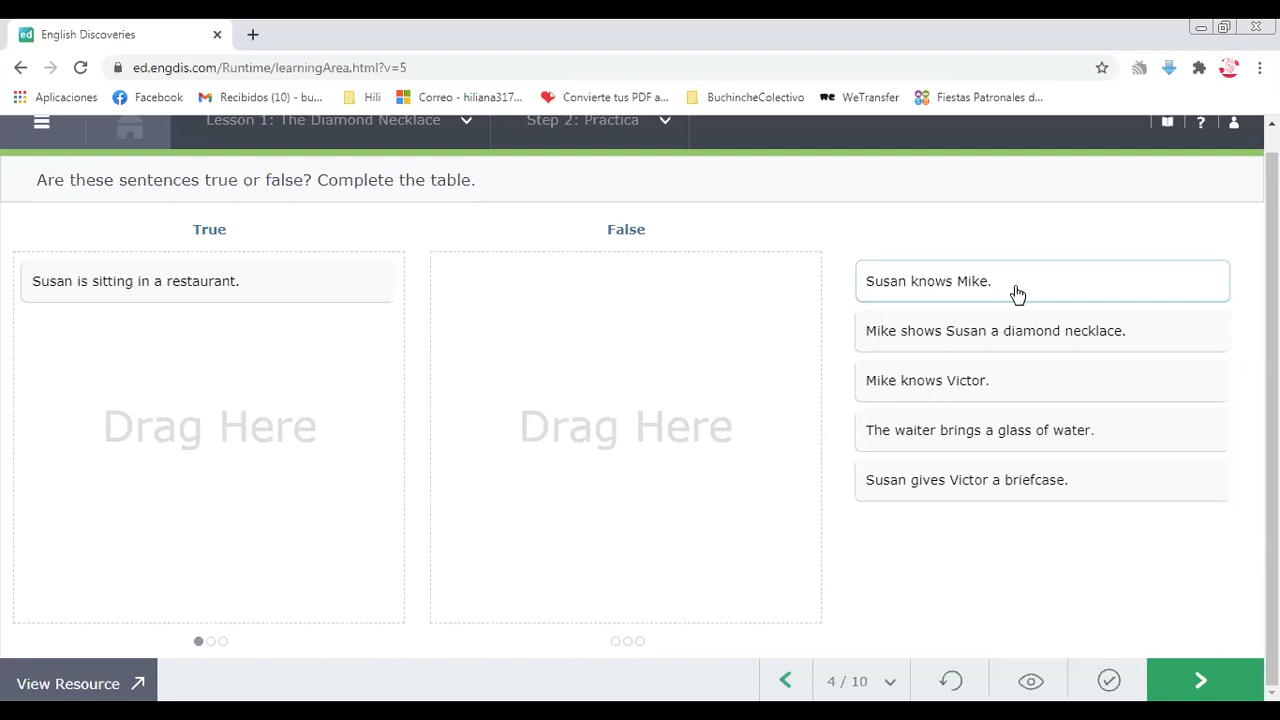 ed English Discoveries
ed.engdis.com/Runtime/learningArea.html?v=5
Aplicaciones Facebook Recibidos (10) - bu... Hili Correo - hiliana317... Convierte tus PDF a... BuchincheColectivo we WeTransfer Fiestas Patronales d...
Lesson 1: The Diamond Necklace Step 2: Practica ?
Are these sentences true or false? Complete the table.
True False
Susan is sitting in a restaurant.
Drag Here
Drag Here
Susan knows Mike.
Mike shows Susan a diamond necklace.
Mike knows Victor.
The waiter brings a glass of water.
Susan gives Victor a briefcase.
View Resource 4 / 10